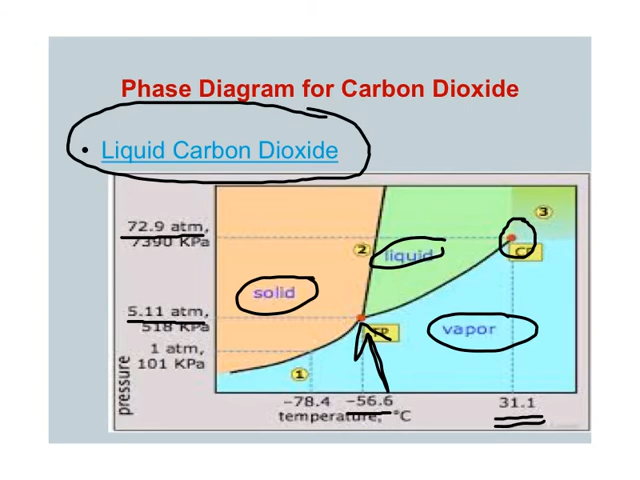 Phase Diagram for Carbon Dioxide
• Liquid Carbon Dioxide
72.9 atm,
7390 KPa
3
2
liquid
CP
solid
5.11 atm,
518 KPa
TP
vapor
1 atm,
101 KPa
1
pressure
−78.4 −56.6 31.1
temperature, °C